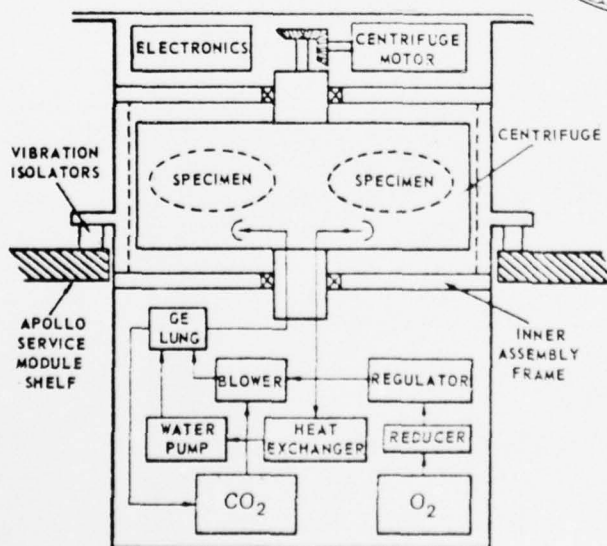 ELECTRONICS
CENTRIFUGE
MOTOR
CENTRIFUGE
VIBRATION
ISOLATORS
SPECIMEN
SPECIMEN
APOLLO
SERVICE
MODULE
SHELF
INNER
ASSEMBLY
FRAME
GE
LUNG
BLOWER
REGULATOR
WATER
PUMP
HEAT
EXCHANGER
REDUCER
CO2
O2